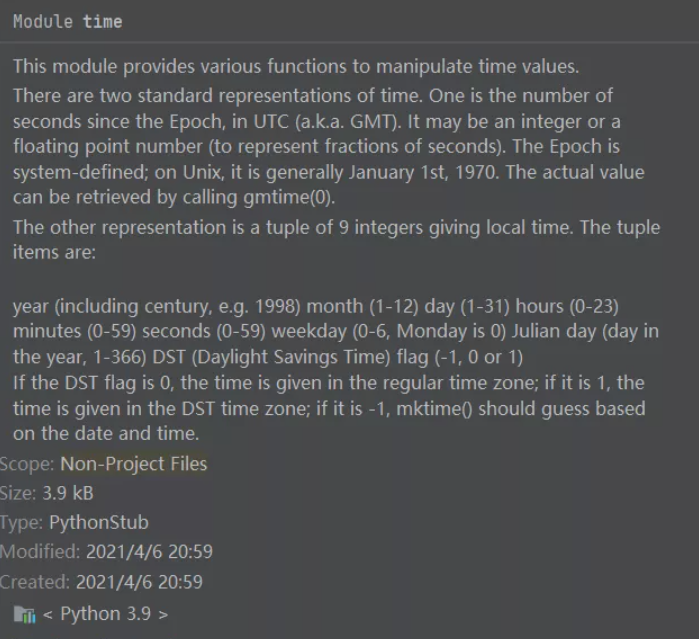 Module time
This module provides various functions to manipulate time values.
There are two standard representations of time. One is the number of
seconds since the Epoch, in UTC (a.k.a. GMT). It may be an integer or a
floating point number (to represent fractions of seconds). The Epoch is
system-defined; on Unix, it is generally January 1st, 1970. The actual value
can be retrieved by calling gmtime(0).
The other representation is a tuple of 9 integers giving local time. The tuple
items are:
year (including century, e.g. 1998) month (1-12) day (1-31) hours (0-23)
minutes (0-59) seconds (0-59) weekday (0-6, Monday is 0) Julian day (day in
the year, 1-366) DST (Daylight Savings Time) flag (-1, 0 or 1)
If the DST flag is 0, the time is given in the regular time zone; if it is 1, the
time is given in the DST time zone; if it is -1, mktime() should guess based
on the date and time.
Scope: Non-Project Files
Size: 3.9 kB
Type: PythonStub
Modified: 2021/4/6 20:59
Created: 2021/4/6 20:59
< Python 3.9 >